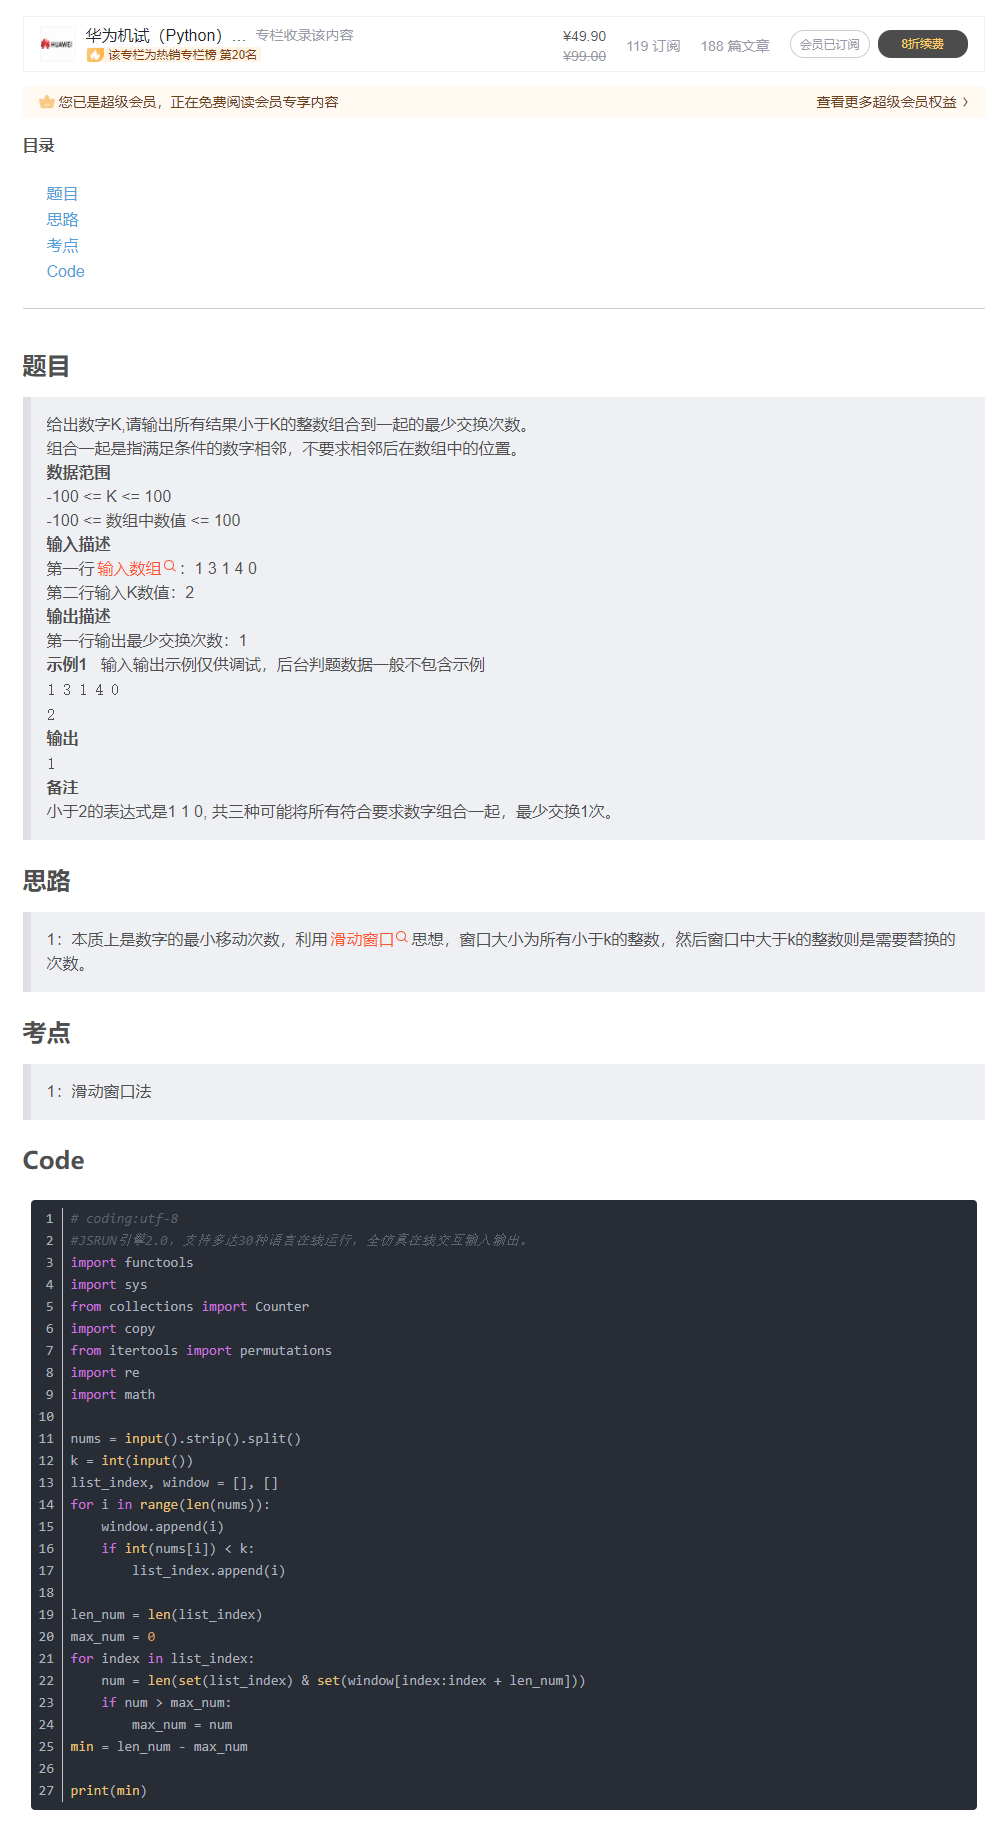 HUAWEI
华为机试（Python）... 专栏收录该内容
该专栏为热销专栏榜 第20名
¥49.90
¥99.00
119 订阅
188 篇文章
会员已订阅
8折续费
您已是超级会员，正在免费阅读会员专享内容
查看更多超级会员权益
目录
题目
思路
考点
Code
题目
给出数字K,请输出所有结果小于K的整数组合到一起的最少交换次数。
组合一起是指满足条件的数字相邻，不要求相邻后在数组中的位置。
数据范围
-100 <= K <= 100
-100 <= 数组中数值 <= 100
输入描述
第一行输入数组：1 3 1 4 0
第二行输入K数值：2
输出描述
第一行输出最少交换次数：1
示例1 输入输出示例仅供调试，后台判题数据一般不包含示例
1 3 1 4 0
2
输出
1
备注
小于2的表达式是1 1 0, 共三种可能将所有符合要求数字组合一起，最少交换1次。
思路
1：本质上是数字的最小移动次数，利用滑动窗口思想，窗口大小为所有小于k的整数，然后窗口中大于k的整数则是需要替换的
次数。
考点
1：滑动窗口法
Code
1 # coding:utf-8
2 #JSRUN引擎2.0，支持多达30种语言在线运行，全仿真在线交互输入输出。
3 import functools
4 import sys
5 from collections import Counter
6 import copy
7 from itertools import permutations
8 import re
9 import math
10
11 nums = input().strip().split()
12 k = int(input())
13 list_index, window = [], []
14 for i in range(len(nums)):
15     window.append(i)
16     if int(nums[i]) < k:
17         list_index.append(i)
18
19 len_num = len(list_index)
20 max_num = 0
21 for index in list_index:
22     num = len(set(list_index) & set(window[index:index + len_num]))
23     if num > max_num:
24         max_num = num
25 min = len_num - max_num
26
27 print(min)